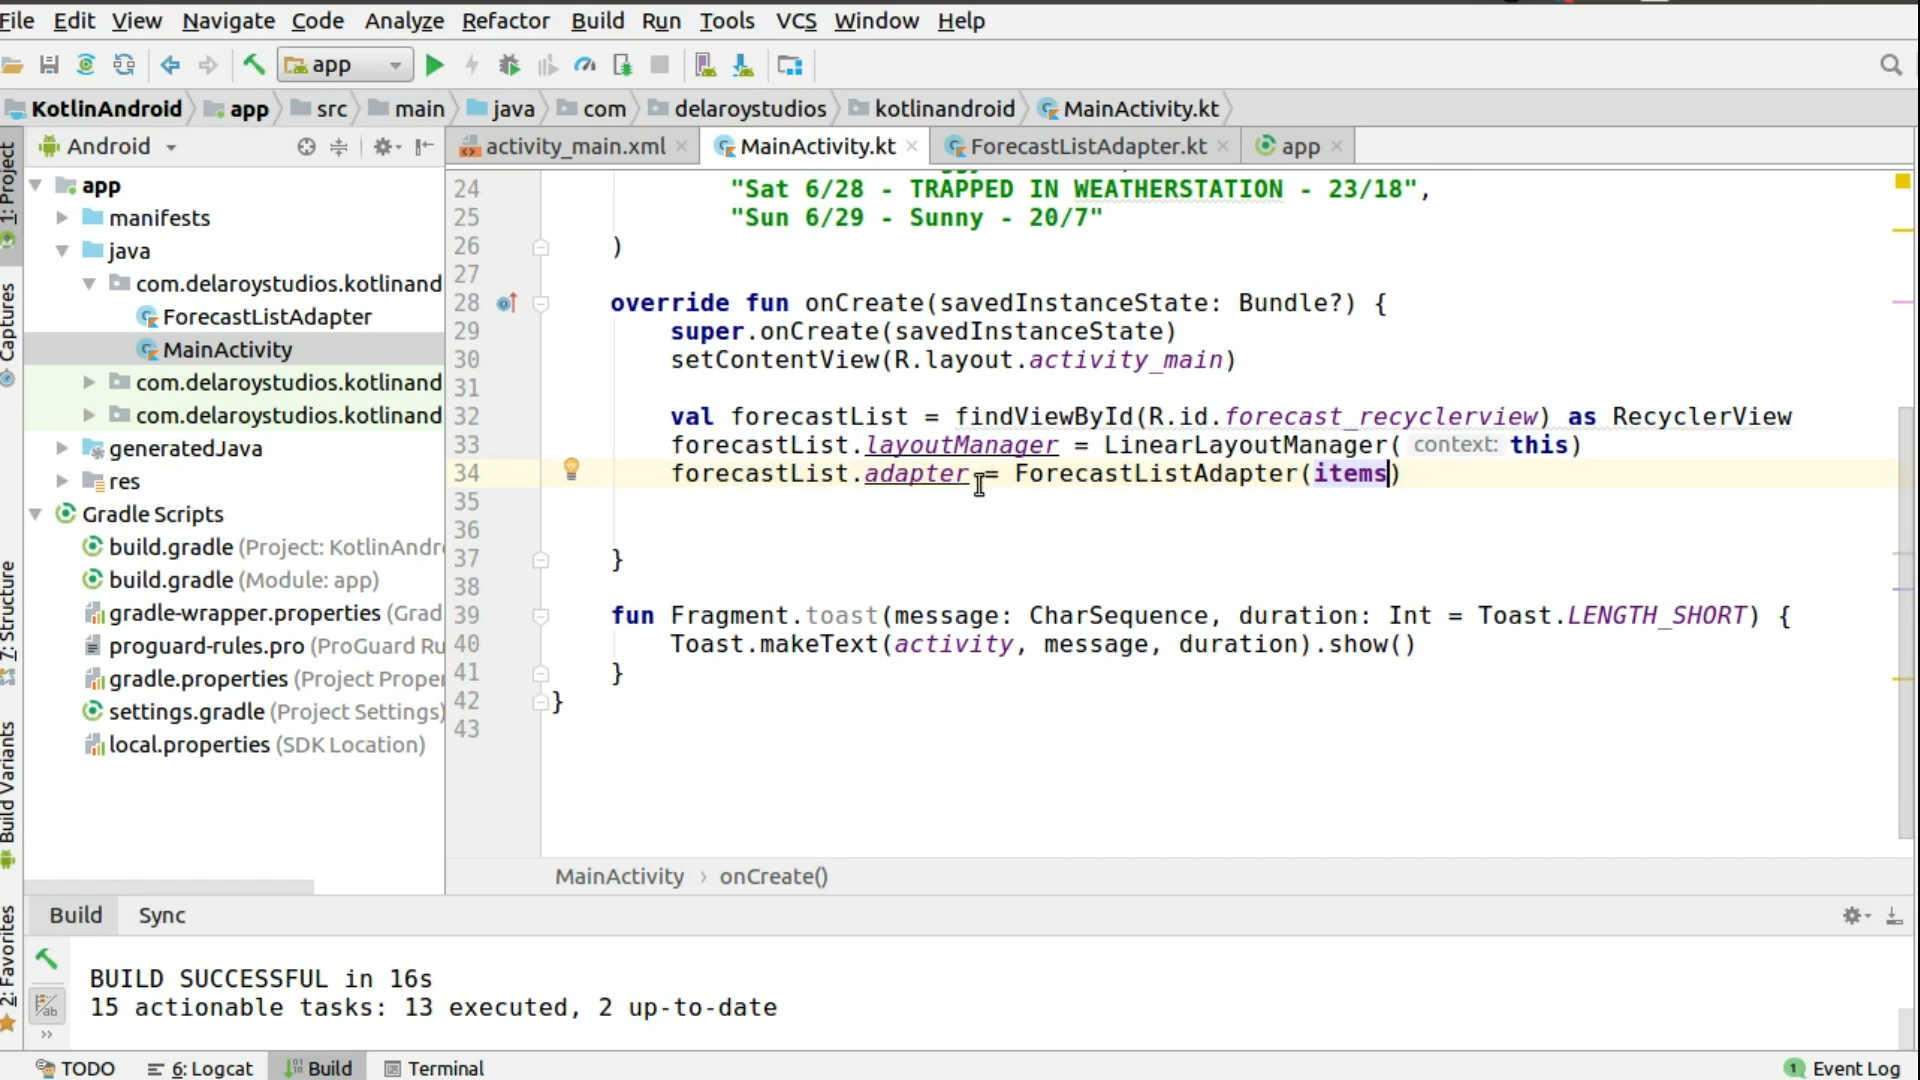 File Edit View Navigate Code Analyze Refactor Build Run Tools VCS Window Help
app
KotlinAndroid app src main java com delaroystudios kotlinandroid MainActivity.kt
Android
activity_main.xml MainActivity.kt ForecastListAdapter.kt app
1: Project
Captures
7: Structure
Build Variants
2: Favorites
app
manifests
java
com.delaroystudios.kotlinand
ForecastListAdapter
MainActivity
com.delaroystudios.kotlinand
com.delaroystudios.kotlinand
generatedJava
res
Gradle Scripts
build.gradle (Project: KotlinAndr
build.gradle (Module: app)
gradle-wrapper.properties (Grad
proguard-rules.pro (ProGuard Ru
gradle.properties (Project Proper
settings.gradle (Project Settings)
local.properties (SDK Location)
24 "Sat 6/28 - TRAPPED IN WEATHERSTATION - 23/18",
25 "Sun 6/29 - Sunny - 20/7"
26 )
27
28 override fun onCreate(savedInstanceState: Bundle?) {
29 super.onCreate(savedInstanceState)
30 setContentView(R.layout.activity_main)
31
32 val forecastList = findViewById(R.id.forecast_recyclerview) as RecyclerView
33 forecastList.layoutManager = LinearLayoutManager( context: this)
34 forecastList.adapter = ForecastListAdapter(items)
35
36
37 }
38
39 fun Fragment.toast(message: CharSequence, duration: Int = Toast.LENGTH_SHORT) {
40 Toast.makeText(activity, message, duration).show()
41 }
42 }
43
MainActivity › onCreate()
Build Sync
BUILD SUCCESSFUL in 16s
15 actionable tasks: 13 executed, 2 up-to-date
TODO 6: Logcat Build Terminal 1 Event Log